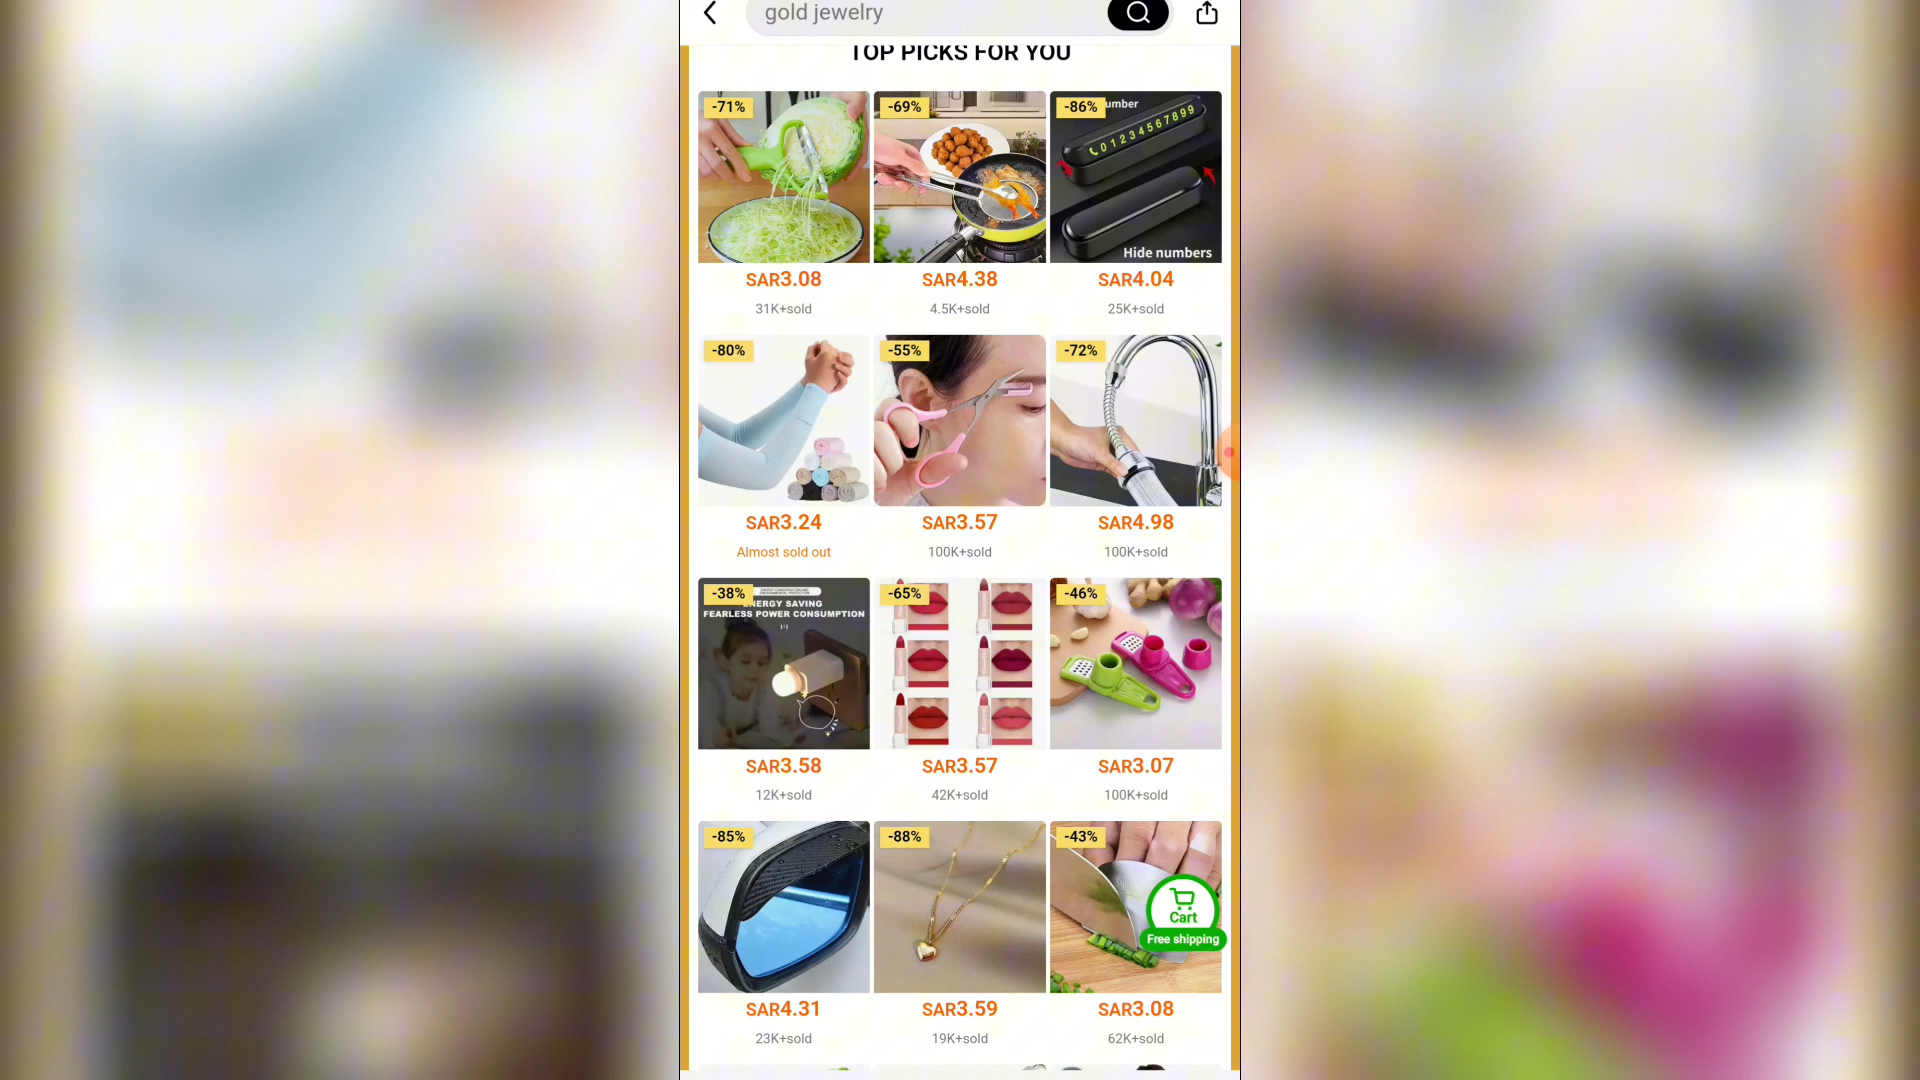 gold jewelry
TOP PICKS FOR YOU
-71%
-69%
-86%
umber
0123456789 9
Hide numbers
SAR3.08
SAR4.38
SAR4.04
31K+sold
4.5K+sold
25K+sold
-80%
-55%
-72%
SAR3.24
SAR3.57
SAR4.98
Almost sold out
100K+sold
100K+sold
-38%
ENERGY SAVING
FEARLESS POWER CONSUMPTION
-65%
-46%
SAR3.58
SAR3.57
SAR3.07
12K+sold
42K+sold
100K+sold
-85%
-88%
-43%
Cart
Free shipping
SAR4.31
SAR3.59
SAR3.08
23K+sold
19K+sold
62K+sold